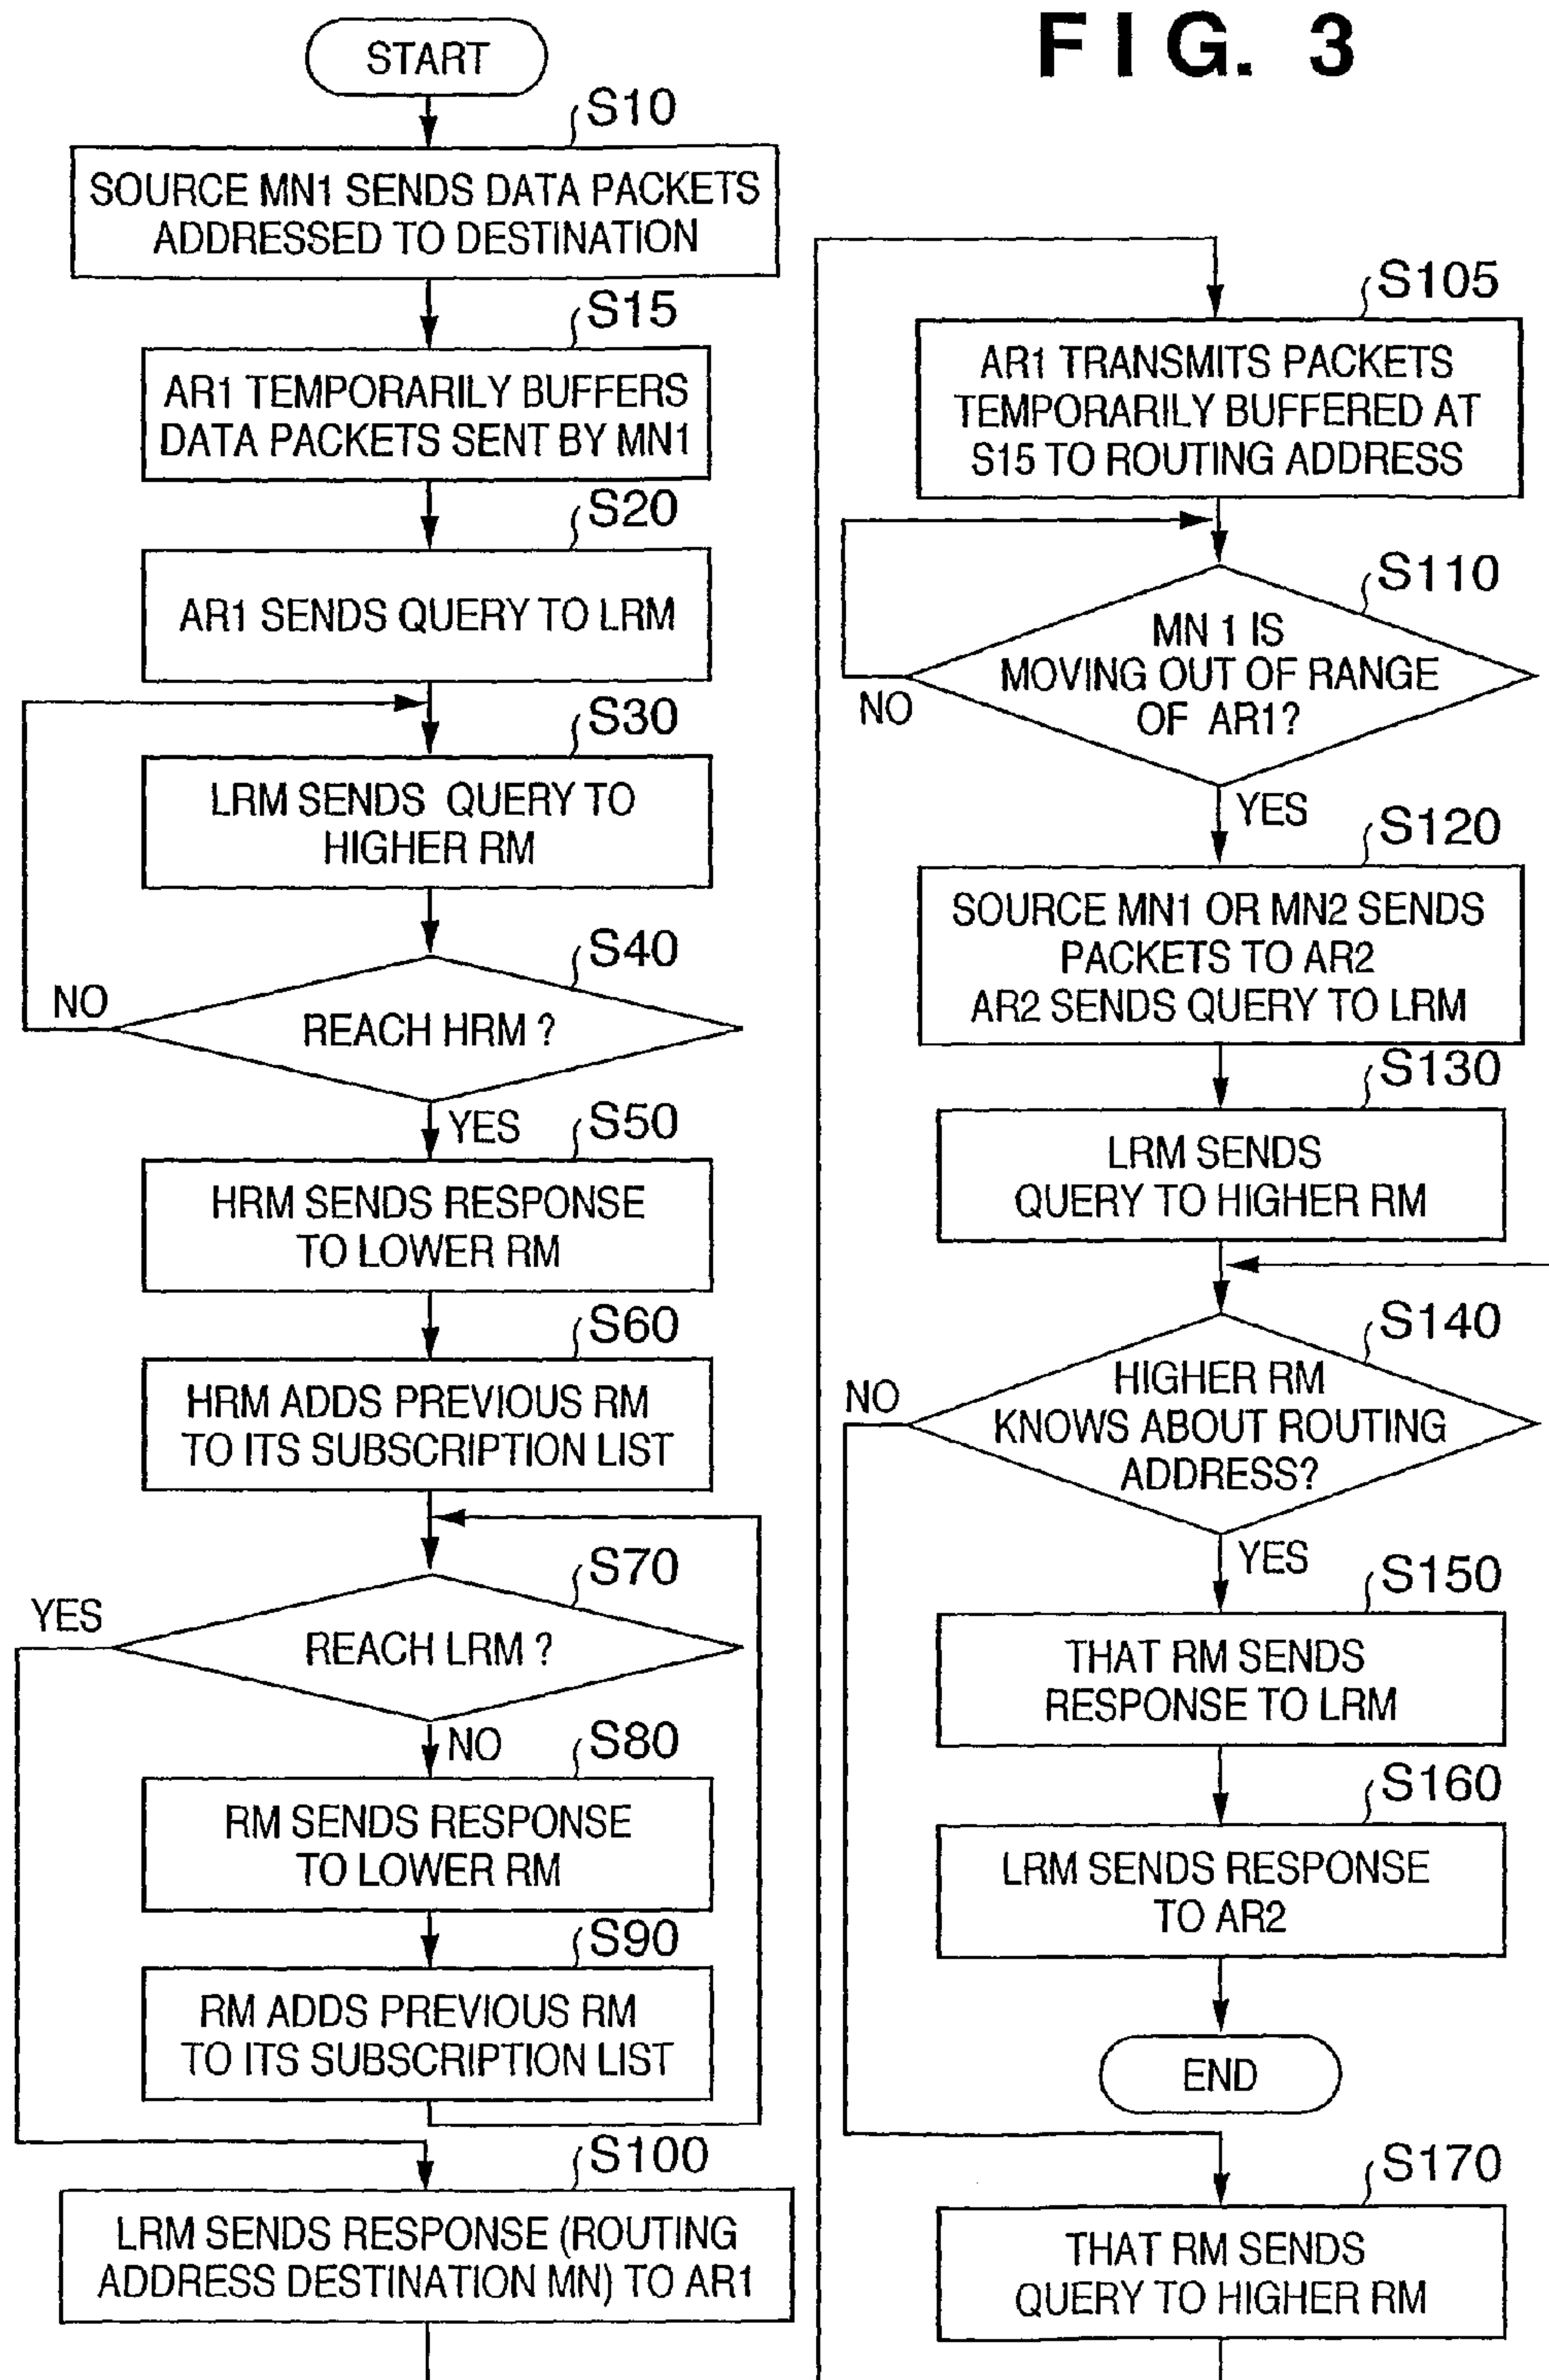 FIG. 3
START
S10
SOURCE MN1 SENDS DATA PACKETS
ADDRESSED TO DESTINATION
S15
AR1 TEMPORARILY BUFFERS
DATA PACKETS SENT BY MN1
S20
AR1 SENDS QUERY TO LRM
S30
LRM SENDS QUERY TO
HIGHER RM
S40
NO
REACH HRM ?
YES
S50
HRM SENDS RESPONSE
TO LOWER RM
S60
HRM ADDS PREVIOUS RM
TO ITS SUBSCRIPTION LIST
S70
YES
REACH LRM ?
NO
S80
RM SENDS RESPONSE
TO LOWER RM
S90
RM ADDS PREVIOUS RM
TO ITS SUBSCRIPTION LIST
S100
LRM SENDS RESPONSE (ROUTING
ADDRESS DESTINATION MN) TO AR1
S105
AR1 TRANSMITS PACKETS
TEMPORARILY BUFFERED AT
S15 TO ROUTING ADDRESS
S110
MN 1 IS
MOVING OUT OF RANGE
OF AR1?
NO
YES
S120
SOURCE MN1 OR MN2 SENDS
PACKETS TO AR2
AR2 SENDS QUERY TO LRM
S130
LRM SENDS
QUERY TO HIGHER RM
S140
NO
HIGHER RM
KNOWS ABOUT ROUTING
ADDRESS?
YES
S150
THAT RM SENDS
RESPONSE TO LRM
S160
LRM SENDS RESPONSE
TO AR2
END
S170
THAT RM SENDS
QUERY TO HIGHER RM